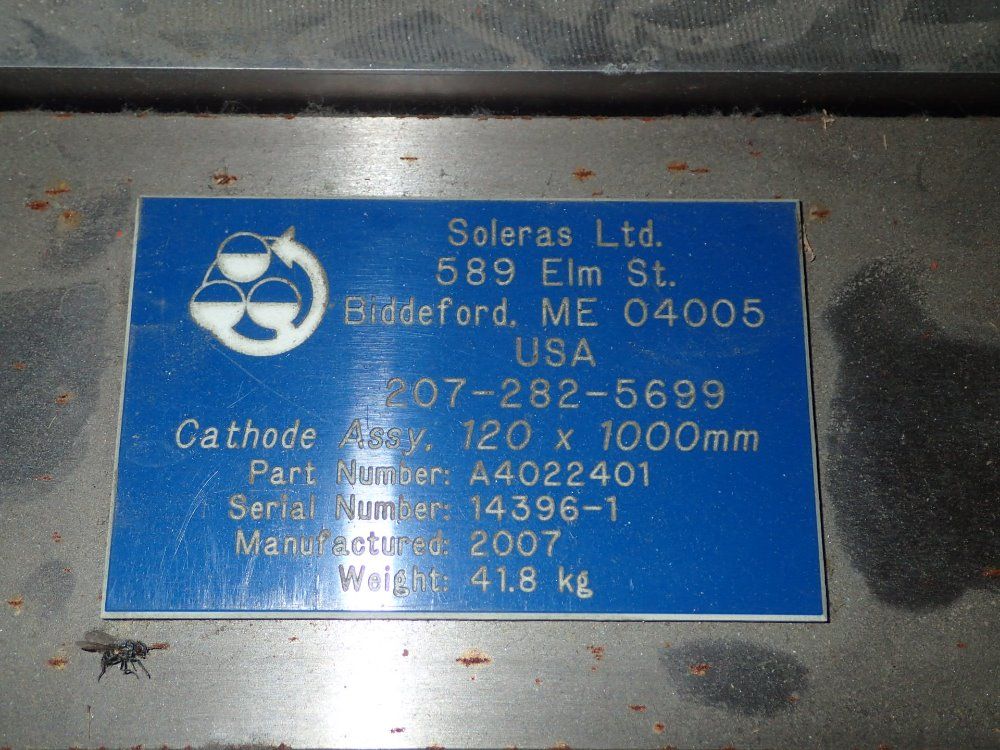 Soleras Ltd.
589 Elm St.
Biddeford, ME 04005
USA
207-282-5699
Cathode Assy, 120 x 1000mm
Part Number: A4022401
Serial Number: 14396-1
Manufactured: 2007
Weight: 41.8 kg